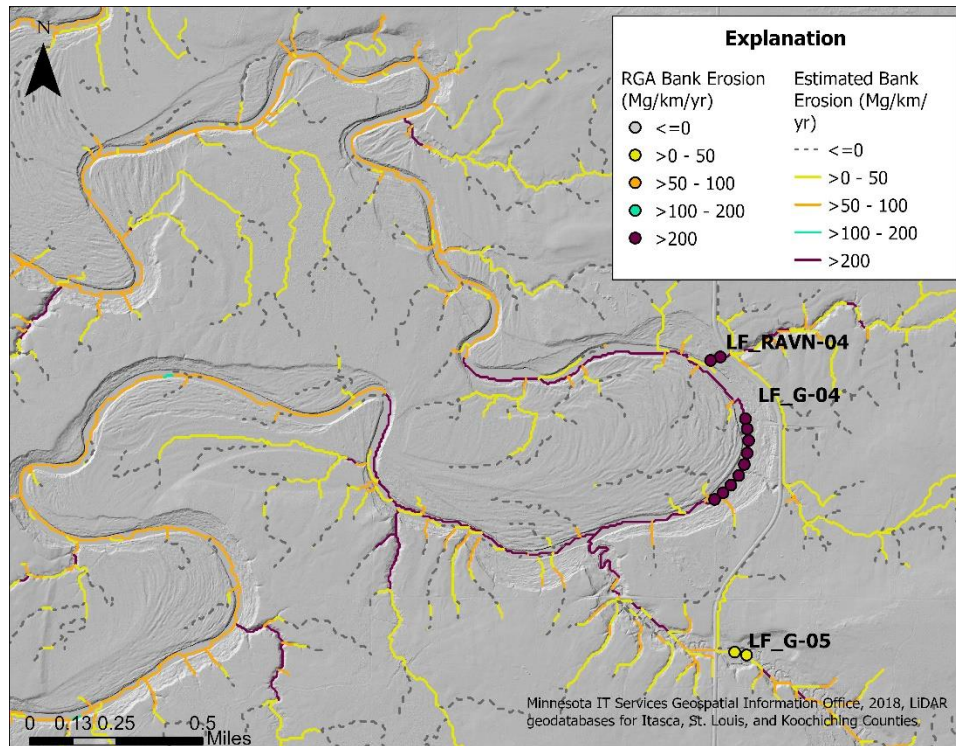 N
Explanation
RGA Bank Erosion
(Mg/km/yr)
<=0
>0 - 50
>50 - 100
>100 - 200
>200
Estimated Bank
Erosion (Mg/km/
yr)
<=0
>0 - 50
>50 - 100
>100 - 200
>200
LF_RAVN-04
LF_G-04
LF_G-05
0 0.13 0.25 0.5
Miles
Minnesota IT Services Geospatial Information Office, 2018, LiDAR
geodatabases for Itasca, St. Louis, and Koochiching Counties